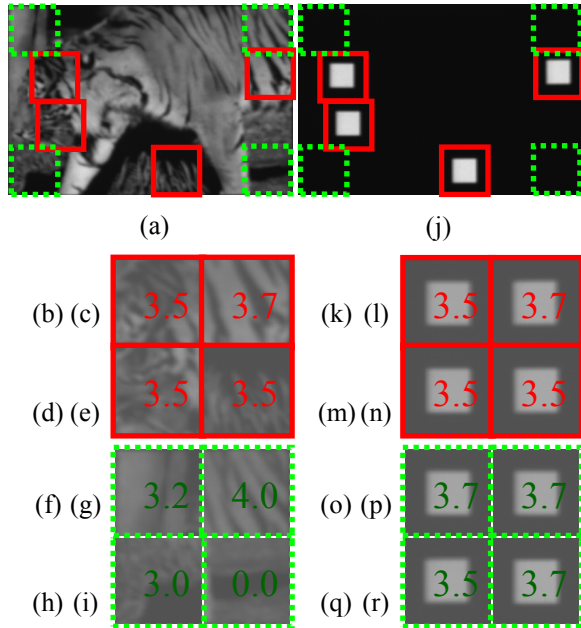 (a) (j)
(b) (c) 3.5 3.7 (k) (l) 3.5 3.7
(d) (e) 3.5 3.5 (m) (n) 3.5 3.5
(f) (g) 3.2 4.0 (o) (p) 3.7 3.7
(h) (i) 3.0 0.0 (q) (r) 3.5 3.7